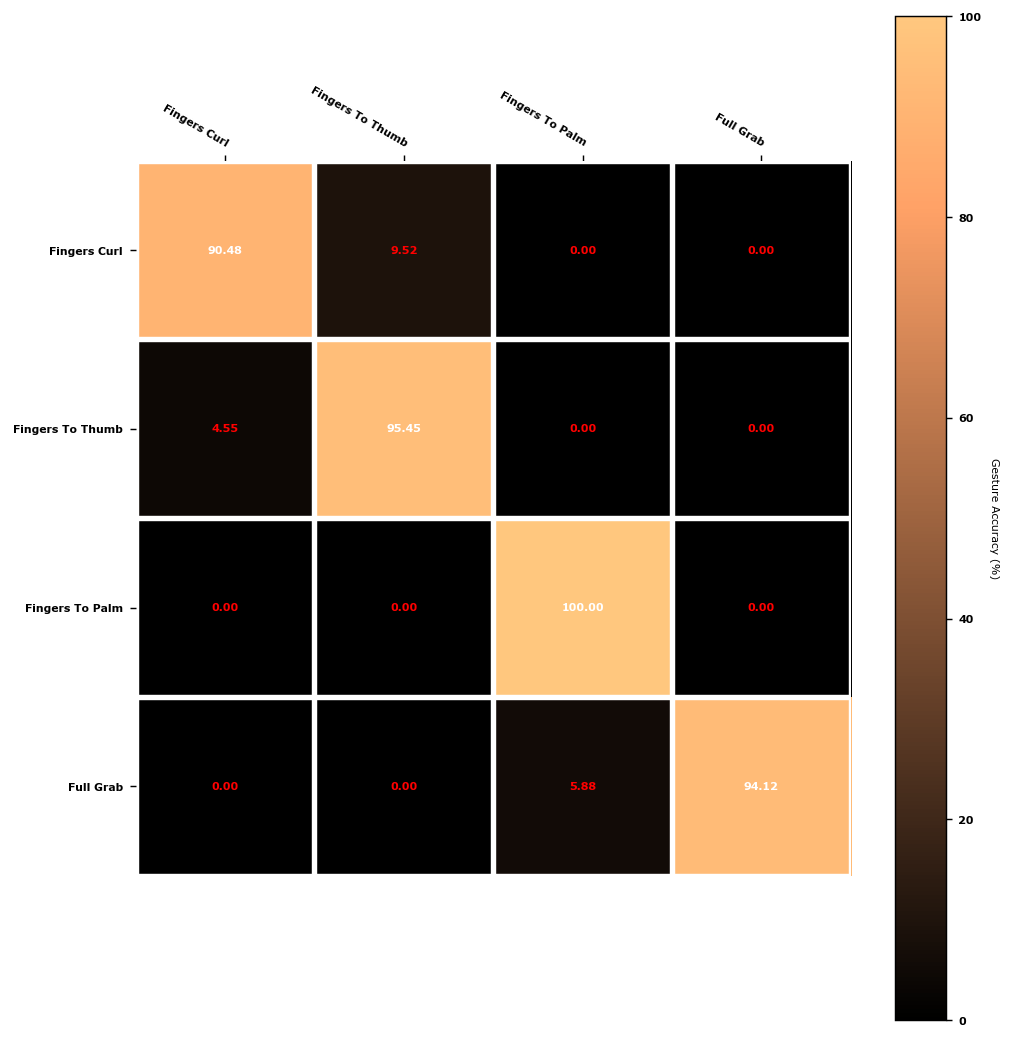 Fingers Curl
Fingers To Thumb
Fingers To Palm
Full Grab
Fingers Curl 90.48 9.52 0.00 0.00
Fingers To Thumb 4.55 95.45 0.00 0.00
Fingers To Palm 0.00 0.00 100.00 0.00
Full Grab 0.00 0.00 5.88 94.12
100
80
60
40
20
0
Gesture Accuracy (%)